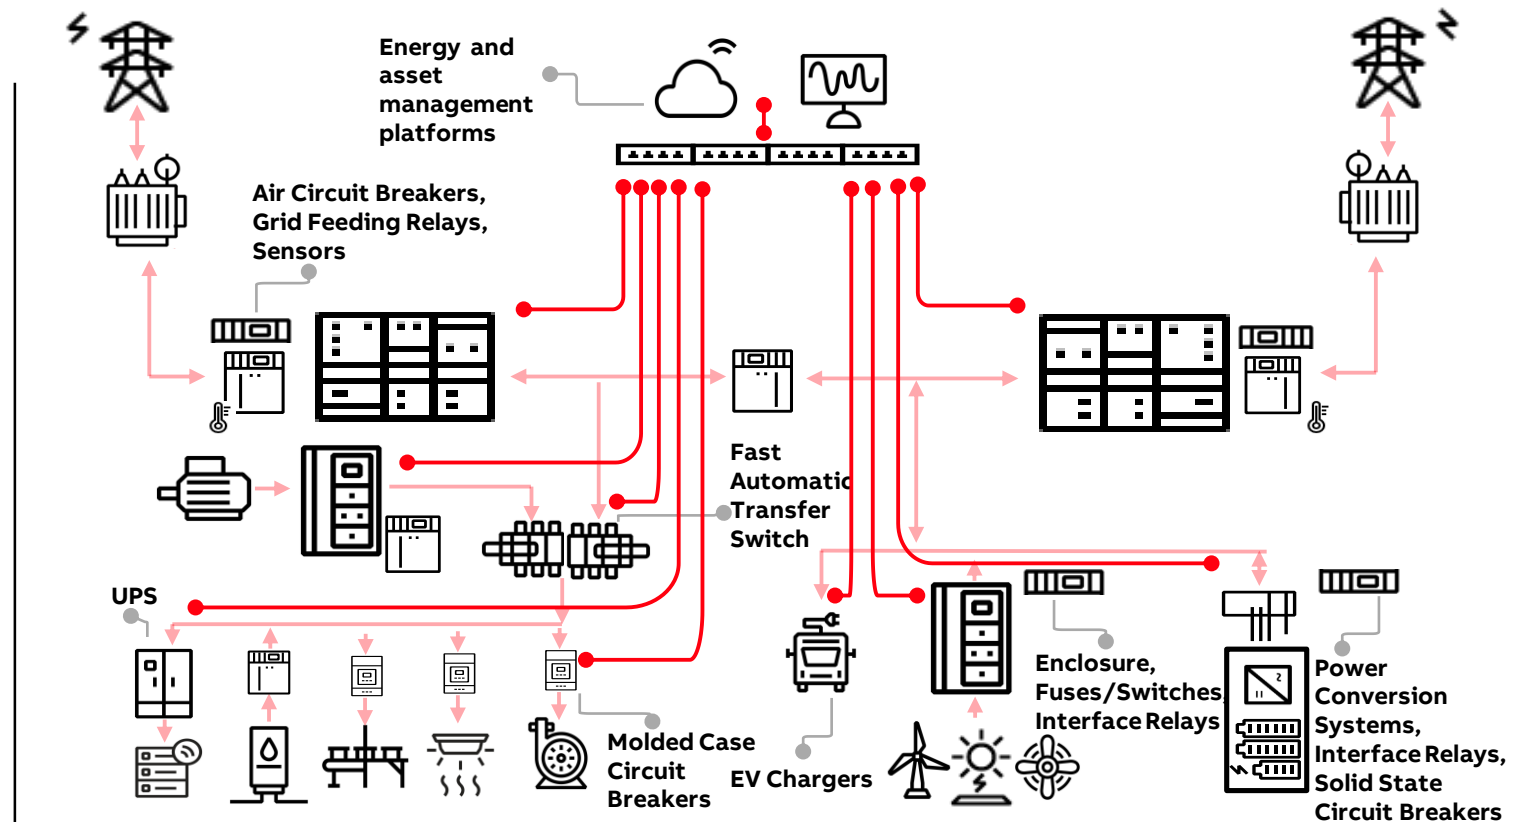 Energy and
asset
management
platforms
Air Circuit Breakers,
Grid Feeding Relays,
Sensors
Fast
Automatic
Transfer
Switch
UPS
Enclosure,
Fuses/Switches,
Interface Relays
Power
Conversion
Systems,
Interface Relays,
Solid State
Circuit Breakers
Molded Case
Circuit
Breakers
EV Chargers